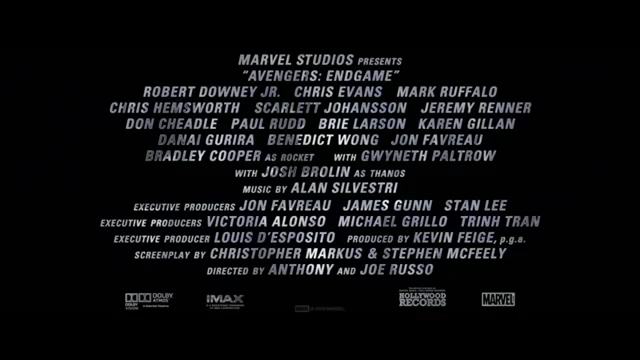 MARVEL STUDIOS PRESENTS
"AVENGERS: ENDGAME"
ROBERT DOWNEY JR. CHRIS EVANS MARK RUFFALO
CHRIS HEMSWORTH SCARLETT JOHANSSON JEREMY RENNER
DON CHEADLE PAUL RUDD BRIE LARSON KAREN GILLAN
DANAI GURIRA BENEDICT WONG JON FAVREAU
BRADLEY COOPER AS ROCKET WITH GWYNETH PALTROW
WITH JOSH BROLIN AS THANOS
MUSIC BY ALAN SILVESTRI
EXECUTIVE PRODUCERS JON FAVREAU JAMES GUNN STAN LEE
EXECUTIVE PRODUCERS VICTORIA ALONSO MICHAEL GRILLO TRINH TRAN
EXECUTIVE PRODUCER LOUIS D'ESPOSITO PRODUCED BY KEVIN FEIGE, p.g.a.
SCREENPLAY BY CHRISTOPHER MARKUS & STEPHEN MCFEELY
DIRECTED BY ANTHONY AND JOE RUSSO
DOLBY VISION DOLBY ATMOS IMAX HOLLYWOOD RECORDS MARVEL